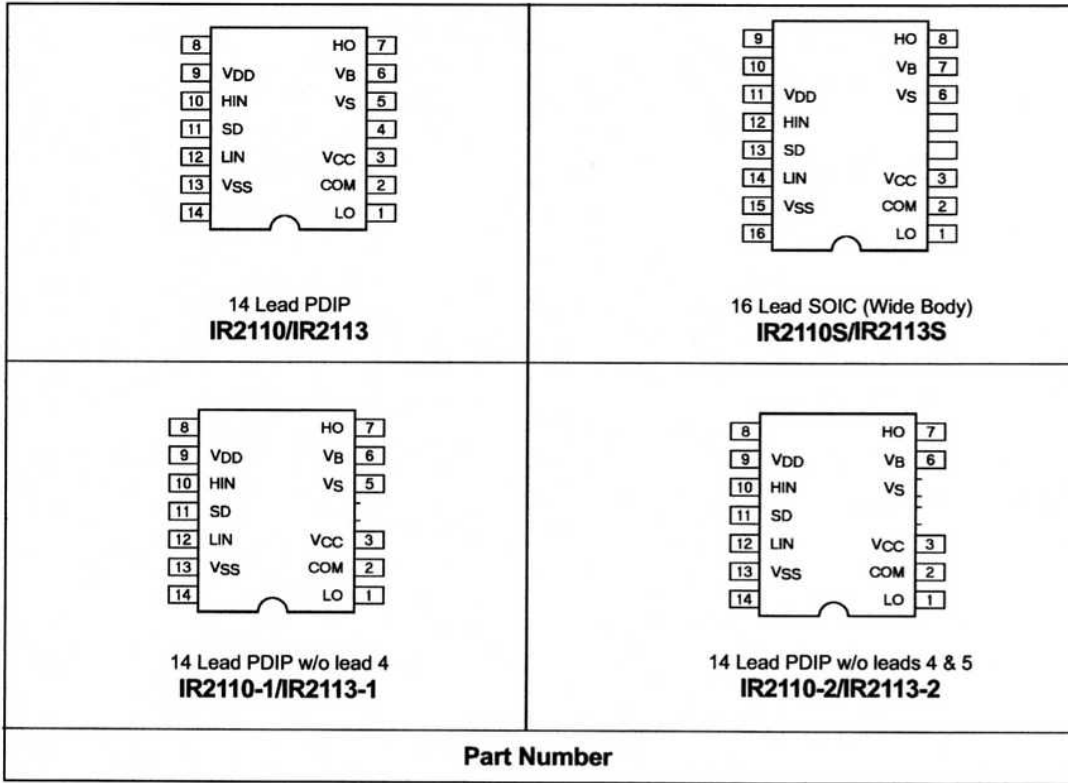 8 HO 7
9 VDD VB 6
10 HIN VS 5
11 SD 4
12 LIN VCC 3
13 VSS COM 2
14 LO 1
14 Lead PDIP
IR2110/IR2113
9 HO 8
10 VB 7
11 VDD VS 6
12 HIN
13 SD
14 LIN VCC 3
15 VSS COM 2
16 LO 1
16 Lead SOIC (Wide Body)
IR2110S/IR2113S
8 HO 7
9 VDD VB 6
10 HIN VS 5
11 SD
12 LIN VCC 3
13 VSS COM 2
14 LO 1
14 Lead PDIP w/o lead 4
IR2110-1/IR2113-1
8 HO 7
9 VDD VB 6
10 HIN VS
11 SD
12 LIN VCC 3
13 VSS COM 2
14 LO 1
14 Lead PDIP w/o leads 4 & 5
IR2110-2/IR2113-2
Part Number